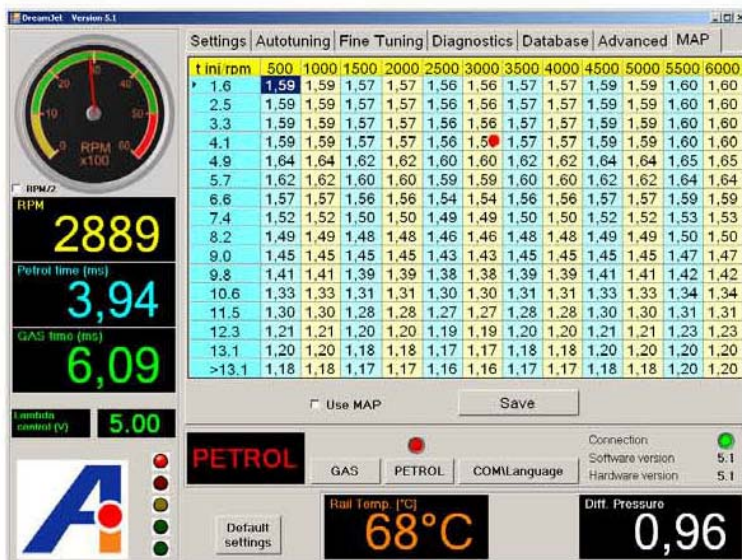 DreamJet Version 5.1
Settings Autotuning Fine Tuning Diagnostics Database Advanced MAP
t inj/rpm 500 1000 1500 2000 2500 3000 3500 4000 4500 5000 5500 6000
1.6 1,59 1,59 1,57 1,57 1,56 1,56 1,57 1,57 1,59 1,59 1,60 1,60
2.5 1,59 1,59 1,57 1,57 1,56 1,56 1,57 1,57 1,59 1,59 1,60 1,60
3.3 1,59 1,59 1,57 1,57 1,56 1,56 1,57 1,57 1,59 1,59 1,60 1,60
4.1 1,59 1,59 1,57 1,57 1,56 1,57 1,57 1,59 1,59 1,60 1,60
4.9 1,64 1,64 1,62 1,62 1,60 1,60 1,62 1,62 1,64 1,64 1,65 1,65
5.7 1,62 1,62 1,60 1,60 1,59 1,59 1,60 1,60 1,62 1,62 1,64 1,64
6.6 1,57 1,57 1,56 1,56 1,54 1,54 1,56 1,56 1,57 1,57 1,59 1,59
7.4 1,52 1,52 1,50 1,50 1,49 1,49 1,50 1,50 1,52 1,52 1,53 1,53
8.2 1,49 1,49 1,48 1,48 1,46 1,46 1,48 1,48 1,49 1,49 1,50 1,50
9.0 1,45 1,45 1,45 1,45 1,43 1,43 1,45 1,45 1,45 1,45 1,47 1,47
9.8 1,41 1,41 1,39 1,39 1,38 1,38 1,39 1,39 1,41 1,41 1,42 1,42
10.6 1,33 1,33 1,31 1,31 1,30 1,30 1,31 1,31 1,33 1,33 1,34 1,34
11.5 1,30 1,30 1,28 1,28 1,27 1,27 1,28 1,28 1,30 1,30 1,31 1,31
12.3 1,21 1,21 1,20 1,20 1,19 1,19 1,20 1,20 1,21 1,21 1,23 1,23
13.1 1,20 1,20 1,18 1,18 1,17 1,17 1,18 1,18 1,20 1,20 1,20 1,20
>13.1 1,18 1,18 1,17 1,17 1,16 1,16 1,17 1,17 1,18 1,18 1,20 1,20
0 10 20 30 40 50 60
RPM
x100
RPM/2
RPM
2889
Petrol time (ms)
3,94
GAS time (ms)
6,09
Lambda
control (V)
5.00
Use MAP
Save
PETROL
GAS PETROL COM\Language
Connection
Software version 5.1
Hardware version 5.1
Default
settings
Rail Temp. [°C]
68°C
Diff. Pressure
0,96